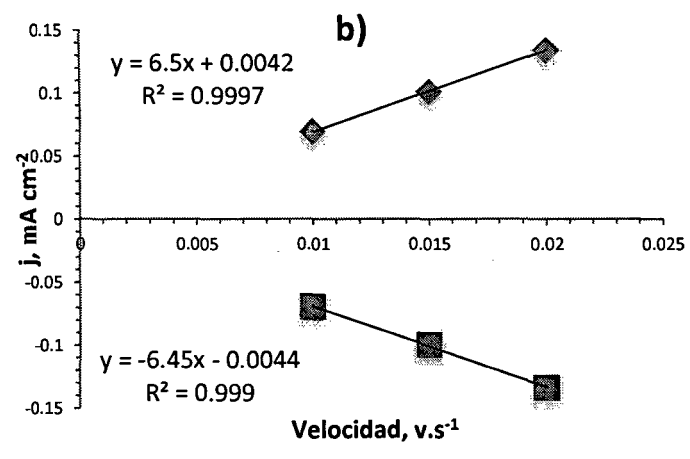 b)
0.15
y = 6.5x + 0.0042
R² = 0.9997
0.1
0.05
0
0 0.005 0.01 0.015 0.02 0.025
-0.05
-0.1
-0.15
j, mA cm-2
y = -6.45x - 0.0044
R² = 0.999
Velocidad, v.s-1